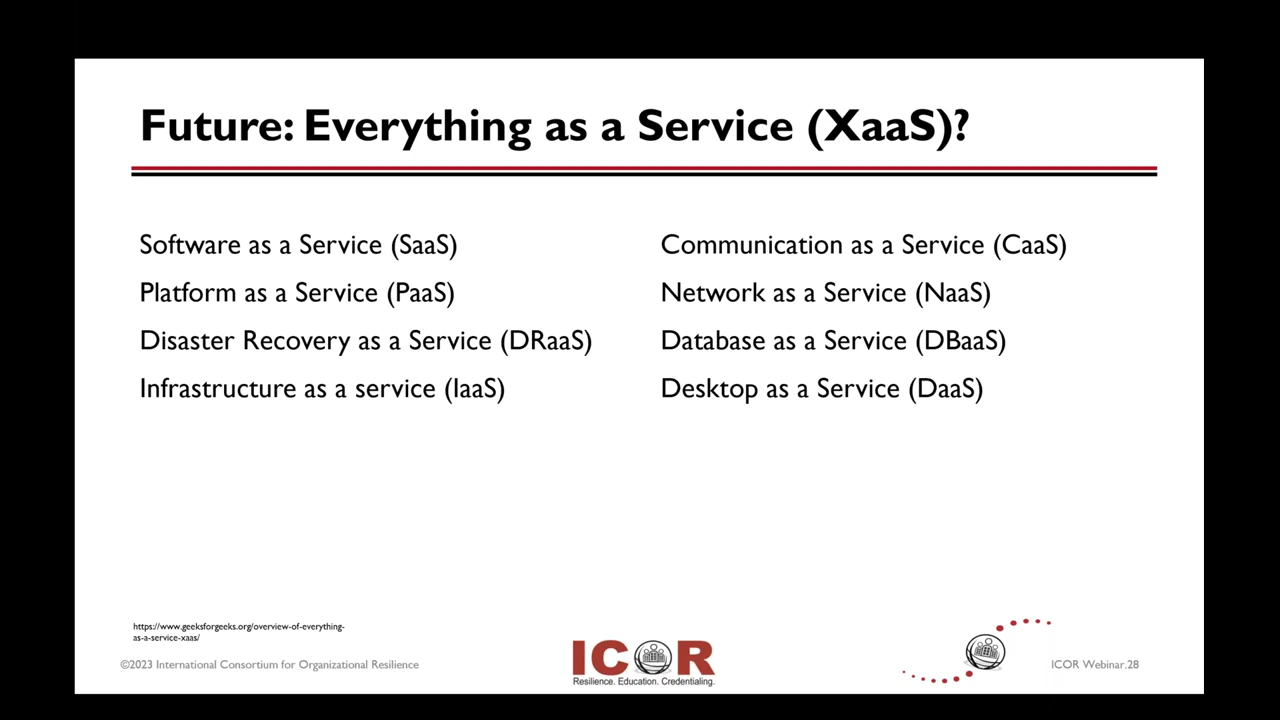 Future: Everything as a Service (XaaS)?
Software as a Service (SaaS)
Platform as a Service (PaaS)
Disaster Recovery as a Service (DRaaS)
Infrastructure as a service (IaaS)
Communication as a Service (CaaS)
Network as a Service (NaaS)
Database as a Service (DBaaS)
Desktop as a Service (DaaS)
https://www.geeksforgeeks.org/overview-of-everything-
as-a-service-xaas/
©2023 International Consortium for Organizational Resilience
ICOR
Resilience. Education. Credentialing.
ICOR Webinar.28